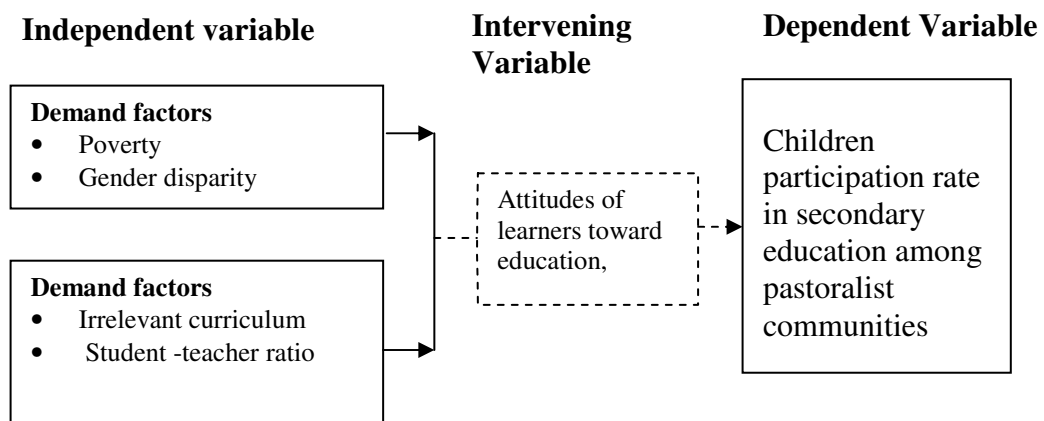 Independent variable
Intervening
Variable
Dependent Variable
Demand factors
• Poverty
• Gender disparity
Demand factors
• Irrelevant curriculum
• Student -teacher ratio
Attitudes of
learners toward
education,
Children
participation rate
in secondary
education among
pastoralist
communities